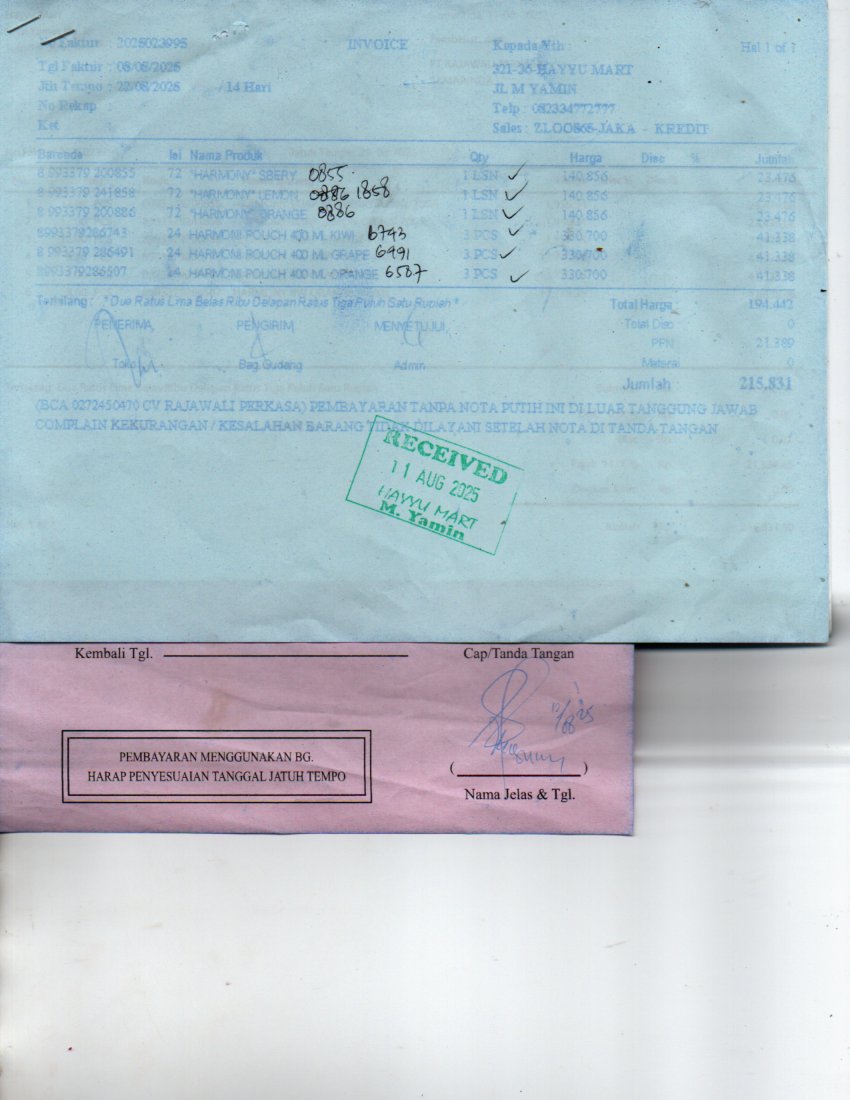 Faktur : 2025023995 INVOICE Kepada Yth : Hal 1 of 1
Tgl Faktur : 08/08/2025 321-36-HAYYU MART
Jth Tempo : 22/08/2025 / 14 Hari JL M YAMIN
No Rekap Telp : 082334772777
Ket Sales : ZLOO868-JAKA - KREDIT
Barcode Isi Nama Produk Qty Harga Disc % Jumlah
8 993379 200855 72 "HARMONY" SBERY 0855 1 LSN ✓ 140.856 23.476
8 993379 241858 72 "HARMONY" LEMON 0886 1858 1 LSN ✓ 140.856 23.476
8 993379 200886 72 "HARMONY" ORANGE 0886 1 LSN ✓ 140.856 23.476
8993379286743 24 HARMONI POUCH 400 ML KIWI 6743 3 PCS ✓ 330.700 41.338
8 993379 286491 24 HARMONI POUCH 400 ML GRAPE 6491 3 PCS ✓ 330.700 41.338
8993379286507 24 HARMONI POUCH 400 ML ORANGE 6507 3 PCS ✓ 330.700 41.338
Terbilang : * Dua Ratus Lima Belas Ribu Delapan Ratus Tiga Puluh Satu Rupiah * Total Harga 194.442
PENERIMA, PENGIRIM, MENYETUJUI, Total Disc 0
PPN 21.389
Toko Bag.Gudang Admin Materai 0
Jumlah 215,831
(BCA 0272450470 CV RAJAWALI PERKASA) PEMBAYARAN TANPA NOTA PUTIH INI DI LUAR TANGGUNG JAWAB
COMPLAIN KEKURANGAN / KESALAHAN BARANG TIDAK DILAYANI SETELAH NOTA DI TANDA-TANGAN
RECEIVED
11 AUG 2025
HAYYU MART
M. Yamin
Kembali Tgl. Cap/Tanda Tangan
12/08 25
PEMBAYARAN MENGGUNAKAN BG.
HARAP PENYESUAIAN TANGGAL JATUH TEMPO
( )
Nama Jelas & Tgl.